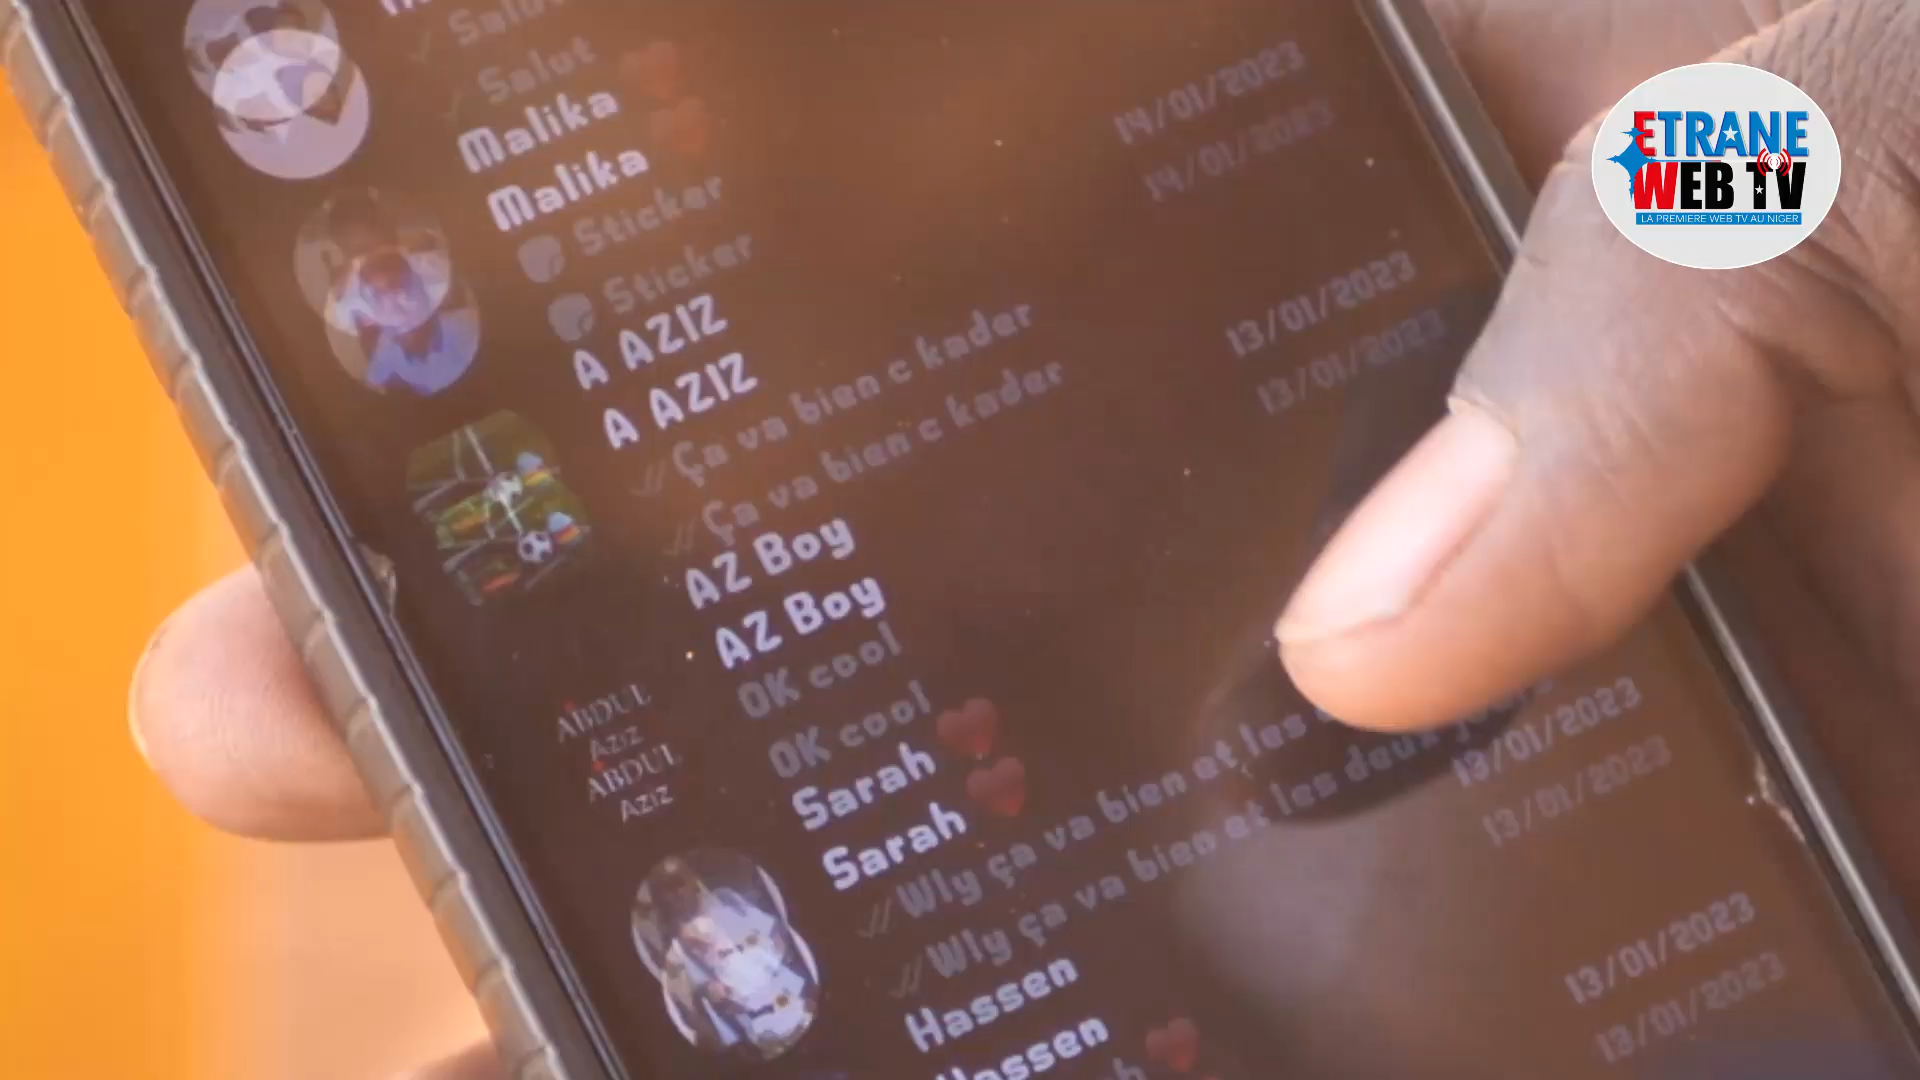 Salut
Salut
Malika
14/01/2023
Malika
14/01/2023
Sticker
Sticker
A AZIZ
13/01/2023
A AZIZ
13/01/2023
Ça va bien c kader
Ça va bien c kader
AZ Boy
AZ Boy
OK cool
OK cool
ABDUL
AZIZ
ABDUL
AZIZ
Sarah
13/01/2023
Sarah
13/01/2023
Wly ça va bien et les
Wly ça va bien et les deux
Hassen
13/01/2023
Hassen
13/01/2023
ETRANE
WEB TV
LA PREMIERE WEB TV AU NIGER